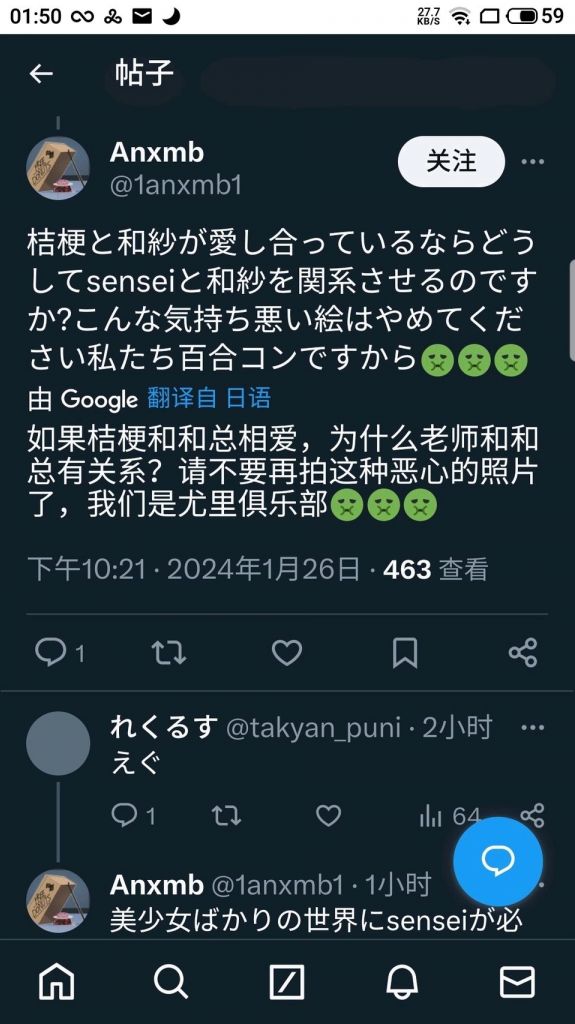 01:50
27.7
KB/S
59
帖子
Anxmb
@1anxmb1
关注
桔梗と和紗が愛し合っているならどう
してsenseiと和紗を関系させるのです
か?こんな気持ち悪い絵はやめてくだ
さい私たち百合コンですから🤢🤢🤢
由 Google 翻译自 日语
如果桔梗和和总相爱，为什么老师和和
总有关系？请不要再拍这种恶心的照片
了，我们是尤里俱乐部🤢🤢🤢
下午10:21 · 2024年1月26日 · 463 查看
1
れくるす @takyan_puni · 2小时
えぐ
1
64
Anxmb @1anxmb1 · 1小时
美少女ばかりの世界にsenseiが必